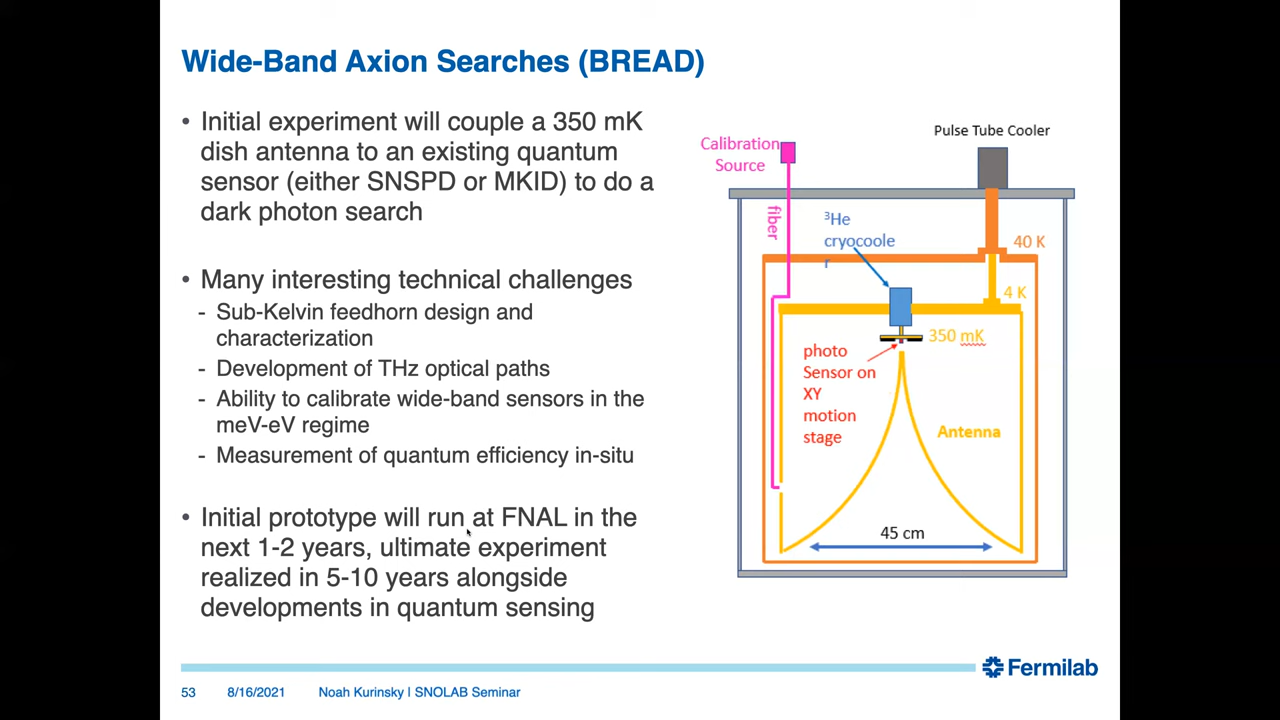 Wide-Band Axion Searches (BREAD)
• Initial experiment will couple a 350 mK
dish antenna to an existing quantum
sensor (either SNSPD or MKID) to do a
dark photon search
• Many interesting technical challenges
- Sub-Kelvin feedhorn design and
characterization
- Development of THz optical paths
- Ability to calibrate wide-band sensors in the
meV-eV regime
- Measurement of quantum efficiency in-situ
• Initial prototype will run at FNAL in the
next 1-2 years, ultimate experiment
realized in 5-10 years alongside
developments in quantum sensing
Pulse Tube Cooler
Calibration
Source
fiber
³He
cryocoole
r
40 K
4 K
350 mK
photo
Sensor on
XY
motion
stage
Antenna
45 cm
Fermilab
53 8/16/2021 Noah Kurinsky | SNOLAB Seminar